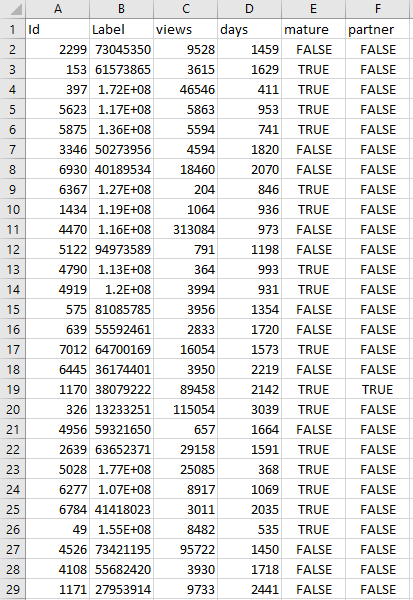 A B C D E F
1 Id Label views days mature partner
2 2299 73045350 9528 1459 FALSE FALSE
3 153 61573865 3615 1629 TRUE FALSE
4 397 1.72E+08 46546 411 TRUE FALSE
5 5623 1.17E+08 5863 953 TRUE FALSE
6 5875 1.36E+08 5594 741 TRUE FALSE
7 3346 50273956 4594 1820 FALSE FALSE
8 6930 40189534 18460 2070 FALSE FALSE
9 6367 1.27E+08 204 846 TRUE FALSE
10 1434 1.19E+08 1064 936 TRUE FALSE
11 4470 1.16E+08 313084 973 FALSE FALSE
12 5122 94973589 791 1198 FALSE FALSE
13 4790 1.13E+08 364 993 TRUE FALSE
14 4919 1.2E+08 3994 931 TRUE FALSE
15 575 81085785 3956 1354 FALSE FALSE
16 639 55592461 2833 1720 FALSE FALSE
17 7012 64700169 16054 1573 TRUE FALSE
18 6445 36174401 3950 2219 FALSE FALSE
19 1170 38079222 89458 2142 TRUE TRUE
20 326 13233251 115054 3039 TRUE FALSE
21 4956 59321650 657 1664 FALSE FALSE
22 2639 63652371 29158 1591 TRUE FALSE
23 5028 1.77E+08 25085 368 TRUE FALSE
24 6277 1.07E+08 8917 1069 TRUE FALSE
25 6784 41418023 3011 2035 TRUE FALSE
26 49 1.55E+08 8482 535 TRUE FALSE
27 4526 73421195 95722 1450 FALSE FALSE
28 4108 55682420 3930 1718 FALSE FALSE
29 1171 27953914 9733 2441 FALSE FALSE